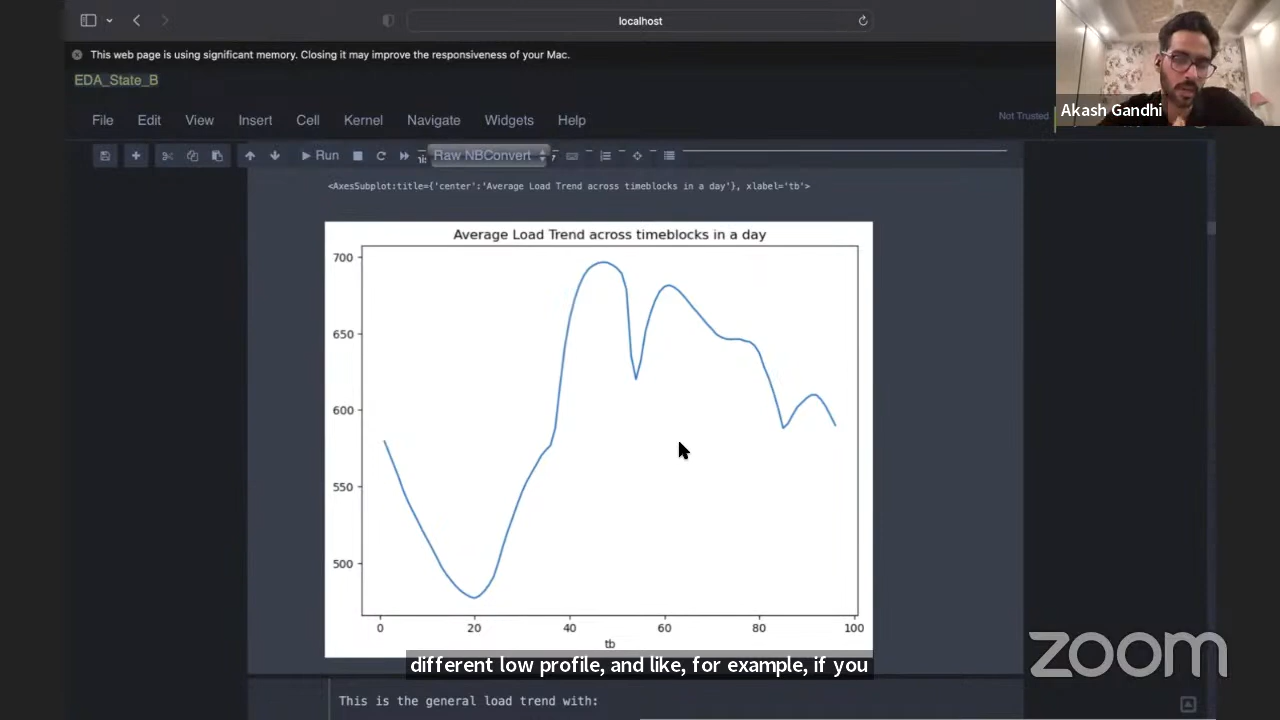 localhost
This web page is using significant memory. Closing it may improve the responsiveness of your Mac.
EDA_State_B
Akash Gandhi
File Edit View Insert Cell Kernel Navigate Widgets Help
Not Trusted
Run
Raw NBConvert
<AxesSubplot:title={'center':'Average Load Trend across timeblocks in a day'}, xlabel='tb'>
Average Load Trend across timeblocks in a day
700
650
600
550
500
0 20 40 60 80 100
tb
different low profile, and like, for example, if you
zoom
This is the general load trend with: